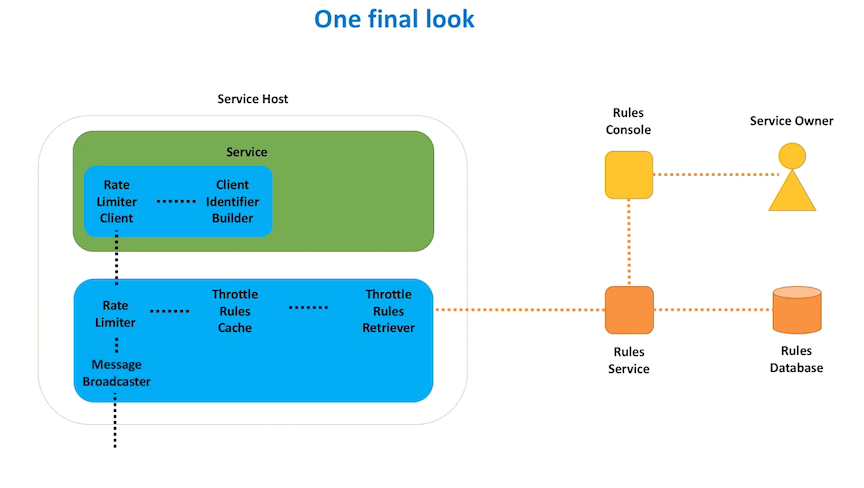 One final look
Service Host
Service
Rate
Limiter
Client
Client
Identifier
Builder
Rate
Limiter
Throttle
Rules
Cache
Throttle
Rules
Retriever
Message
Broadcaster
Rules
Console
Service Owner
Rules
Service
Rules
Database